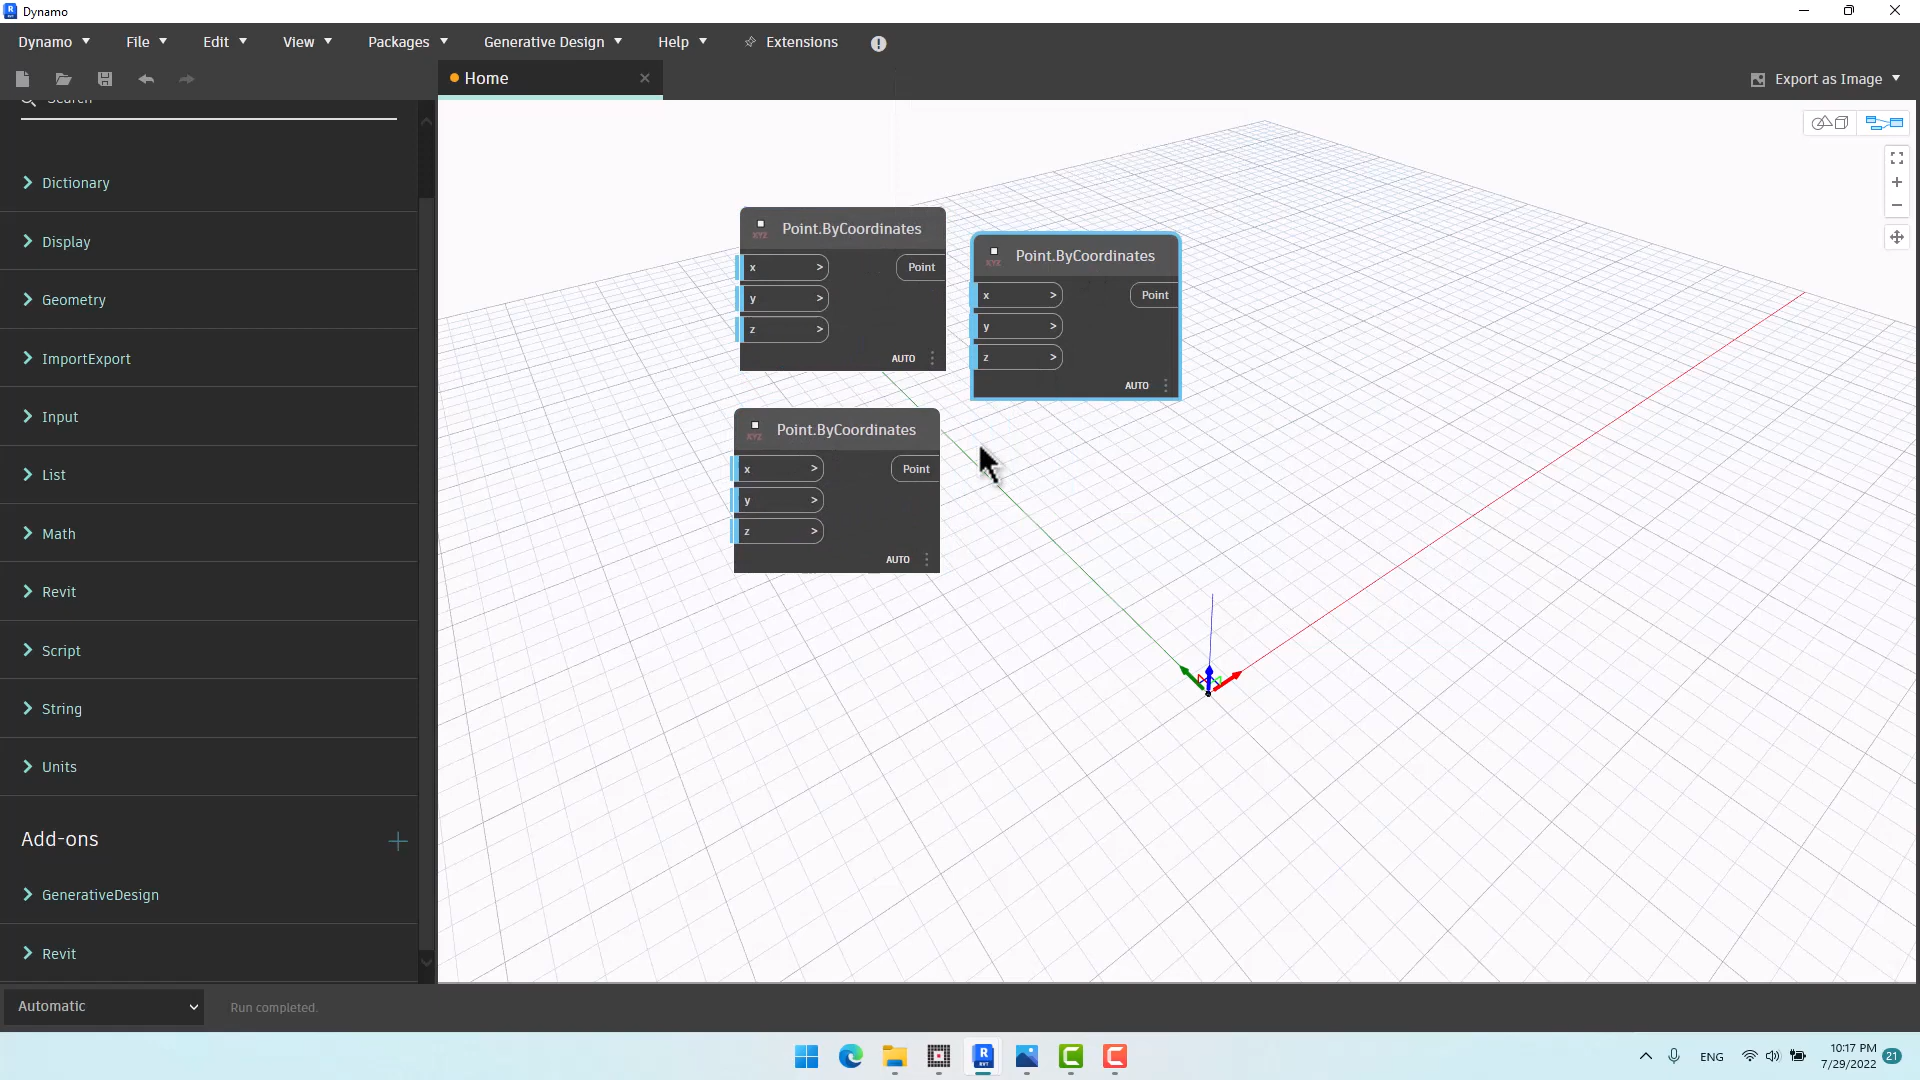 Dynamo
Dynamo File Edit View Packages Generative Design Help Extensions
Home
Export as Image
Search
Dictionary
Display
Geometry
ImportExport
Input
List
Math
Revit
Script
String
Units
Add-ons
GenerativeDesign
Revit
Point.ByCoordinates
x > Point
y >
z >
AUTO
Point.ByCoordinates
x > Point
y >
z >
AUTO
Point.ByCoordinates
x > Point
y >
z >
AUTO
Automatic Run completed.
ENG
10:17 PM
7/29/2022
21